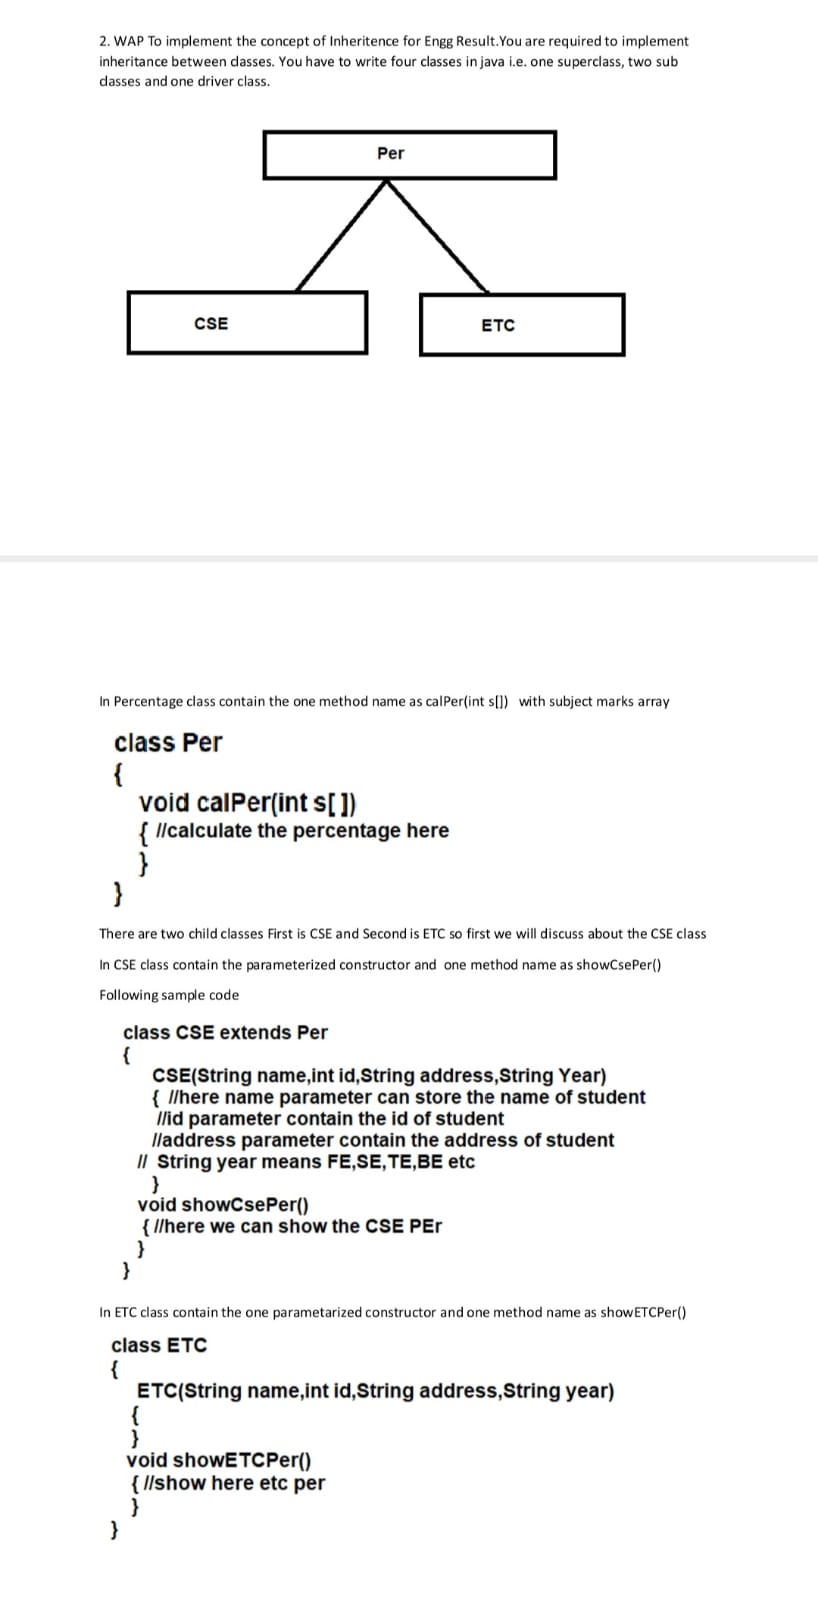 2. WAP To implement the concept of Inheritence for Engg Result.You are required to implement
inheritance between classes. You have to write four classes in java i.e. one superclass, two sub
classes and one driver class.
Per
CSE
ETC
In Percentage class contain the one method name as calPer(int s[]) with subject marks array
class Per
{
void calPer(int s[ ])
{ //calculate the percentage here
}
}
There are two child classes First is CSE and Second is ETC so first we will discuss about the CSE class
In CSE class contain the parameterized constructor and one method name as showCsePer()
Following sample code
class CSE extends Per
{
CSE(String name,int id,String address,String Year)
{ //here name parameter can store the name of student
//id parameter contain the id of student
//address parameter contain the address of student
// String year means FE,SE,TE,BE etc
}
void showCsePer()
{ //here we can show the CSE PEr
}
}
In ETC class contain the one parametarized constructor and one method name as showETCPer()
class ETC
{
ETC(String name,int id,String address,String year)
{
}
void showETCPer()
{ //show here etc per
}
}